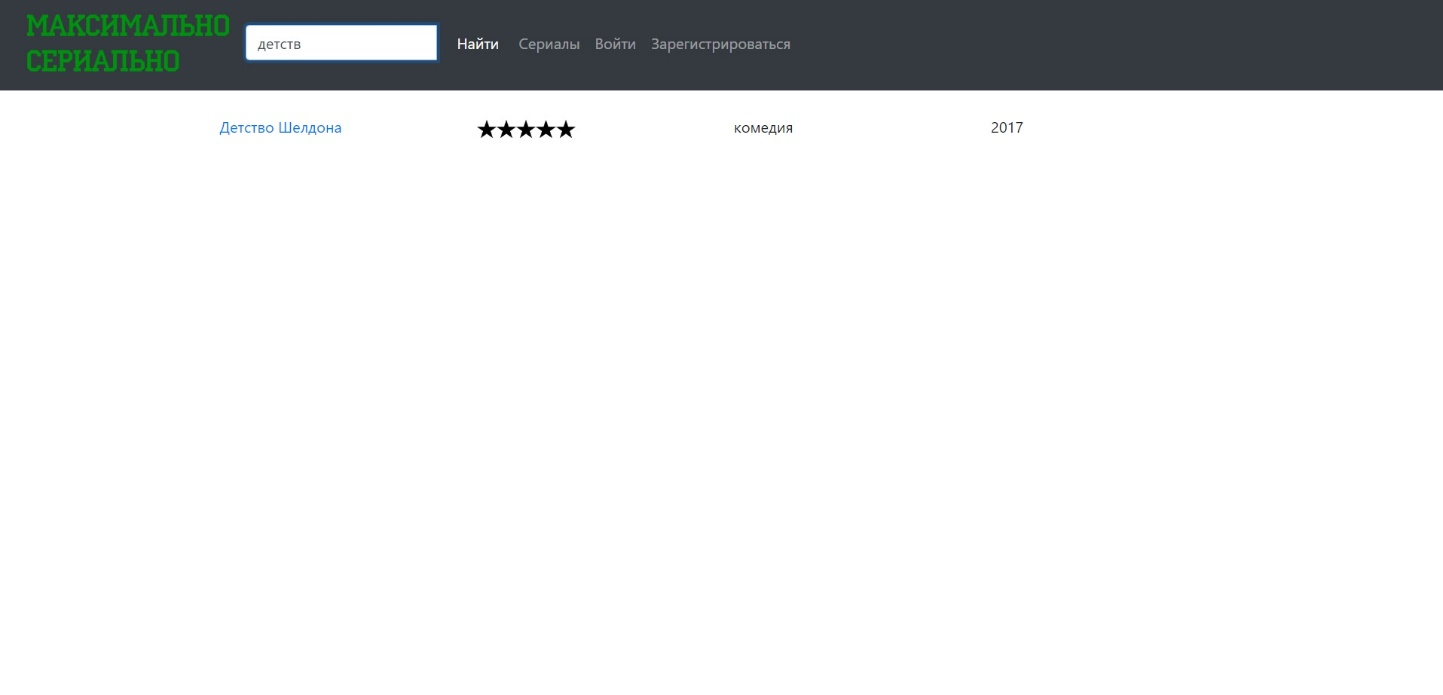 МАКСИМАЛЬНО
СЕРИАЛЬНО
детств
Найти Сериалы Войти Зарегистрироваться
Детство Шелдона ★★★★★ комедия 2017